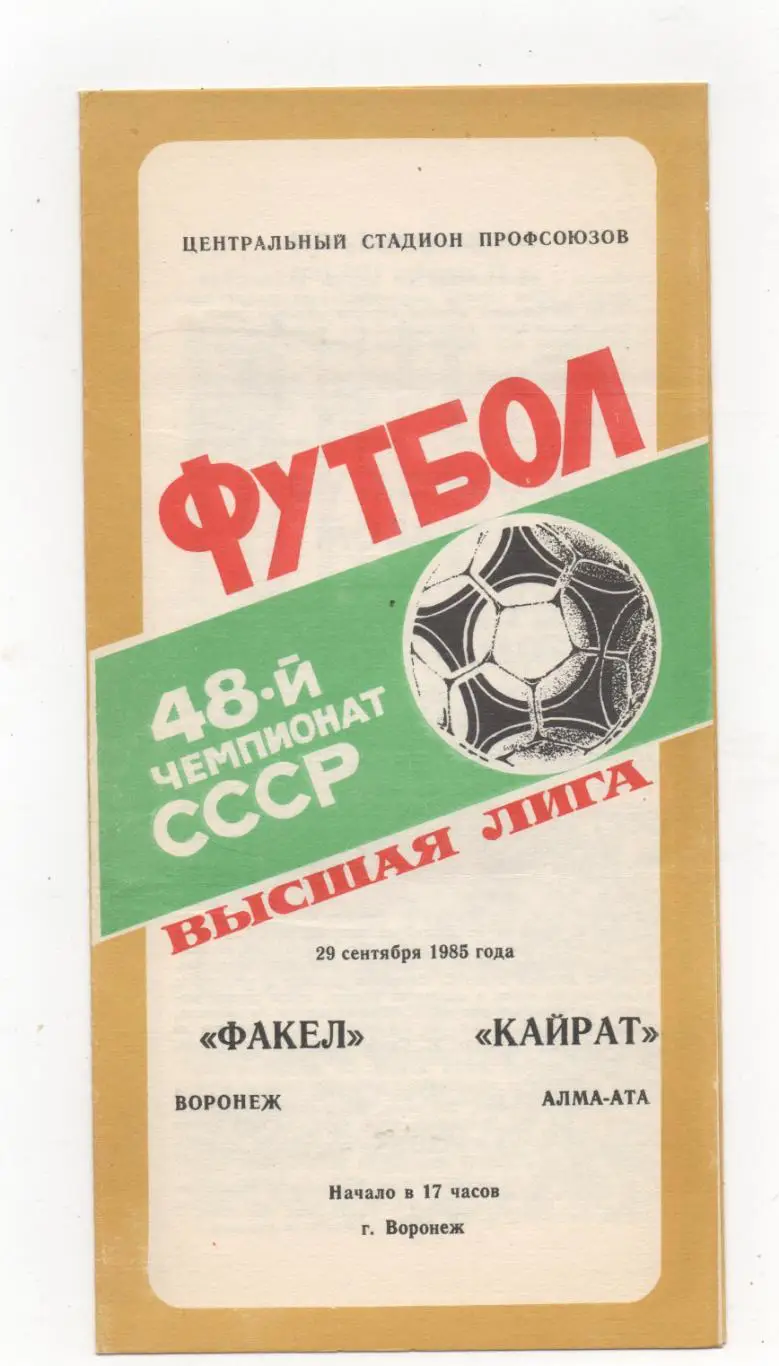 ЦЕНТРАЛЬНЫЙ СТАДИОН ПРОФСОЮЗОВ
ФУТБОЛ
48-й
ЧЕМПИОНАТ
СССР
ВЫСШАЯ ЛИГА
29 сентября 1985 года
«ФАКЕЛ» «КАЙРАТ»
ВОРОНЕЖ АЛМА-АТА
Начало в 17 часов
г. Воронеж